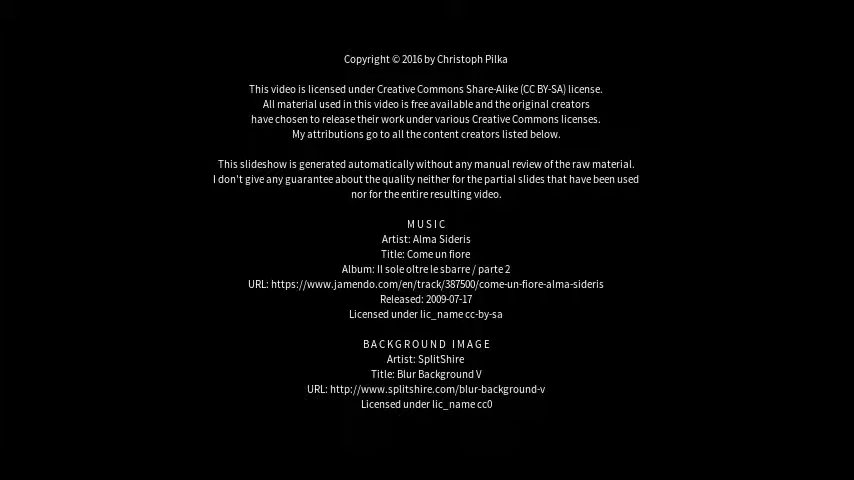 Copyright © 2016 by Christoph Pilka
This video is licensed under Creative Commons Share-Alike (CC BY-SA) license.
All material used in this video is free available and the original creators
have chosen to release their work under various Creative Commons licenses.
My attributions go to all the content creators listed below.
This slideshow is generated automatically without any manual review of the raw material.
I don't give any guarantee about the quality neither for the partial slides that have been used
nor for the entire resulting video.
MUSIC
Artist: Alma Sideris
Title: Come un fiore
Album: Il sole oltre le sbarre / parte 2
URL: https://www.jamendo.com/en/track/387500/come-un-fiore-alma-sideris
Released: 2009-07-17
Licensed under lic_name cc-by-sa
BACKGROUND IMAGE
Artist: SplitShire
Title: Blur Background V
URL: http://www.splitshire.com/blur-background-v
Licensed under lic_name cc0